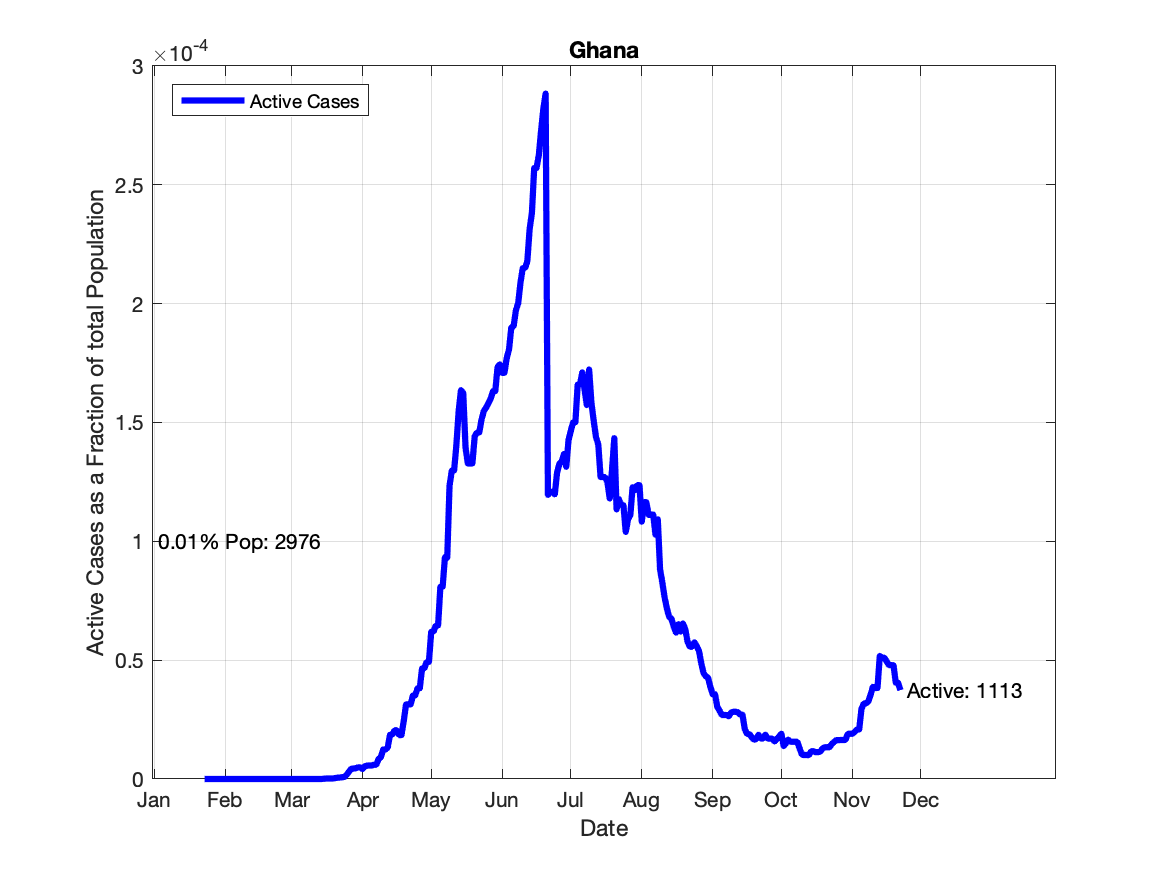 Ghana
×10-4
Active Cases
3
2.5
2
1.5
1
0.5
0
Active Cases as a Fraction of total Population
0.01% Pop: 2976
Active: 1113
Jan Feb Mar Apr May Jun Jul Aug Sep Oct Nov Dec
Date